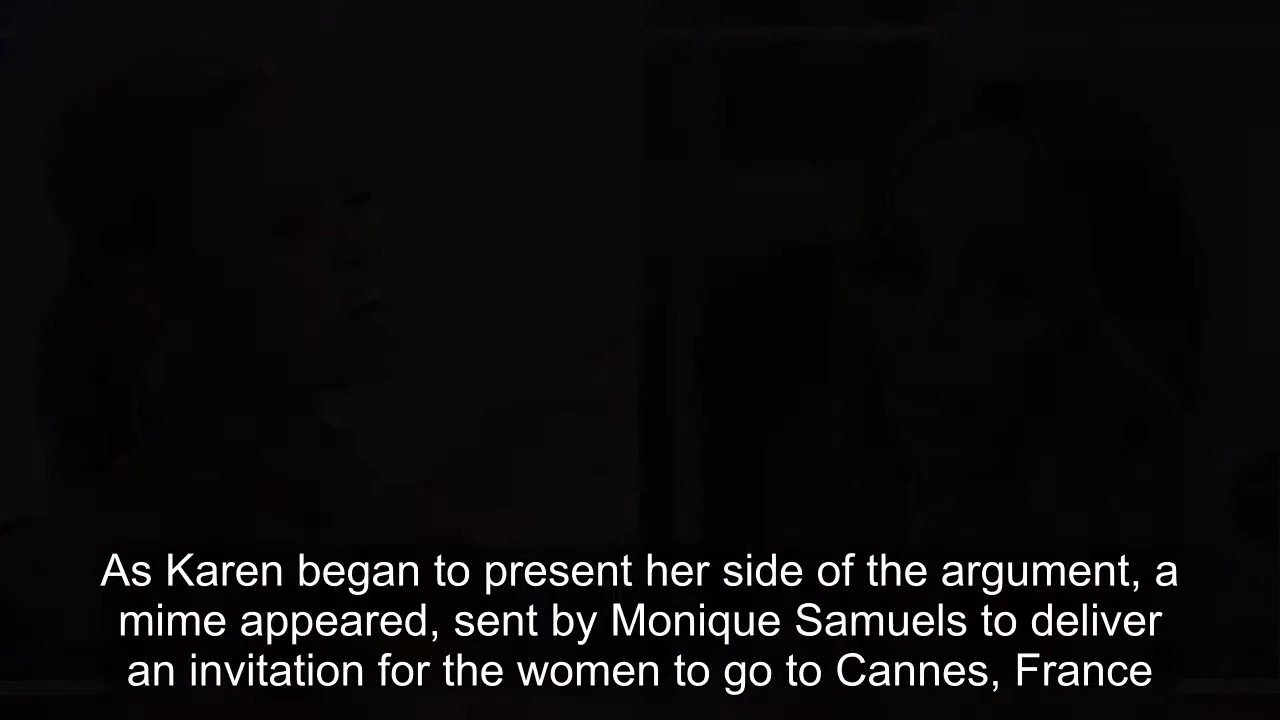 As Karen began to present her side of the argument, a
mime appeared, sent by Monique Samuels to deliver
an invitation for the women to go to Cannes, France